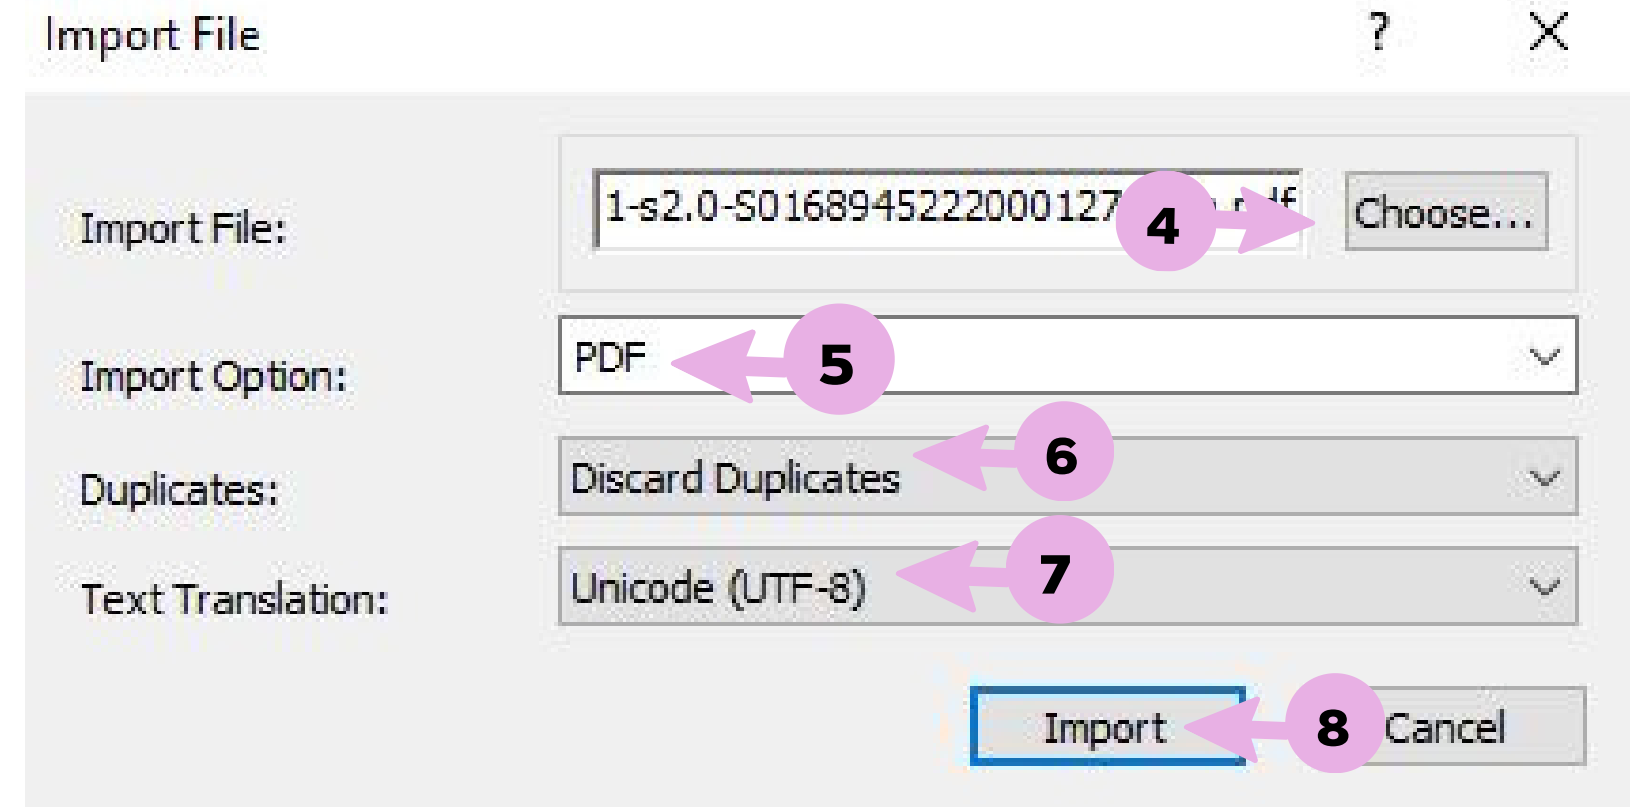 Import File ? X
Import File: 1-s2.0-S0168945222000127 4 Choose...
Import Option: PDF 5
Duplicates: Discard Duplicates 6
Text Translation: Unicode (UTF-8) 7
Import 8 Cancel